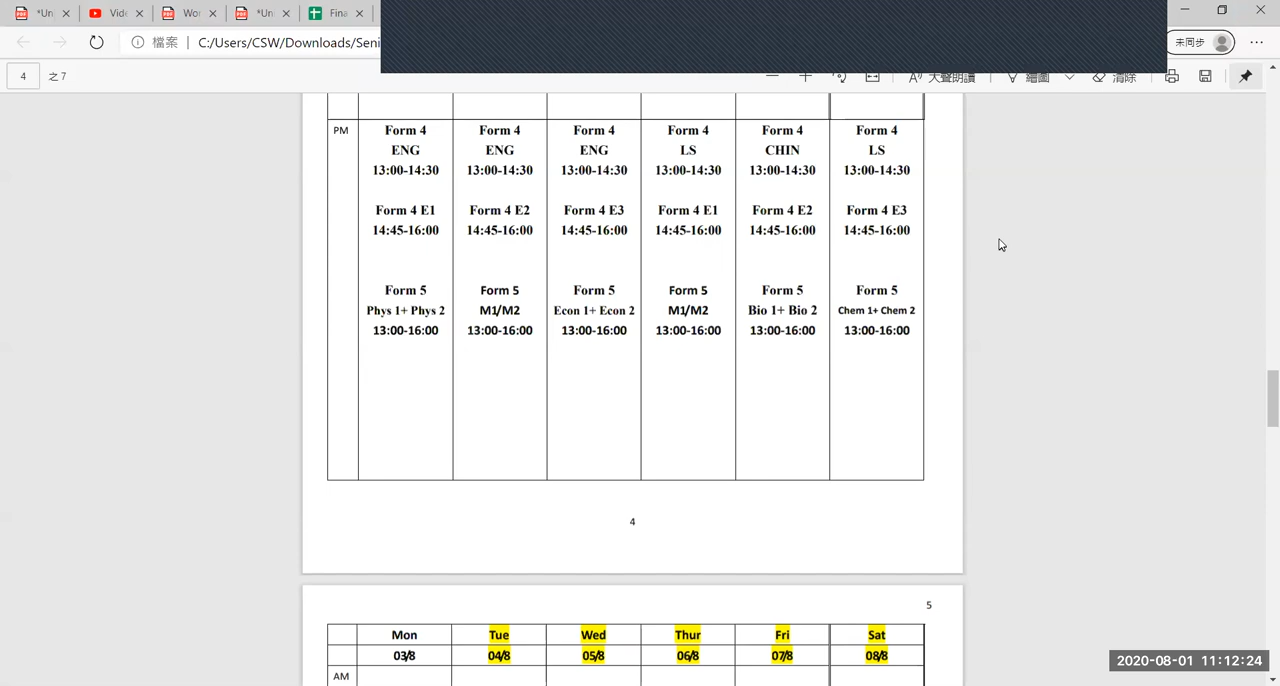 *Un
Vide
Wor
*Un
Fina
檔案 C:/Users/CSW/Downloads/Seni
未同步
4 之 7
大聲朗讀 繪圖 清除
PM
Form 4 Form 4 Form 4 Form 4 Form 4 Form 4
ENG ENG ENG LS CHIN LS
13:00-14:30 13:00-14:30 13:00-14:30 13:00-14:30 13:00-14:30 13:00-14:30
Form 4 E1 Form 4 E2 Form 4 E3 Form 4 E1 Form 4 E2 Form 4 E3
14:45-16:00 14:45-16:00 14:45-16:00 14:45-16:00 14:45-16:00 14:45-16:00
Form 5 Form 5 Form 5 Form 5 Form 5 Form 5
Phys 1+ Phys 2 M1/M2 Econ 1+ Econ 2 M1/M2 Bio 1+ Bio 2 Chem 1+ Chem 2
13:00-16:00 13:00-16:00 13:00-16:00 13:00-16:00 13:00-16:00 13:00-16:00
4
5
Mon Tue Wed Thur Fri Sat
03/8 04/8 05/8 06/8 07/8 08/8
AM
2020-08-01 11:12:24